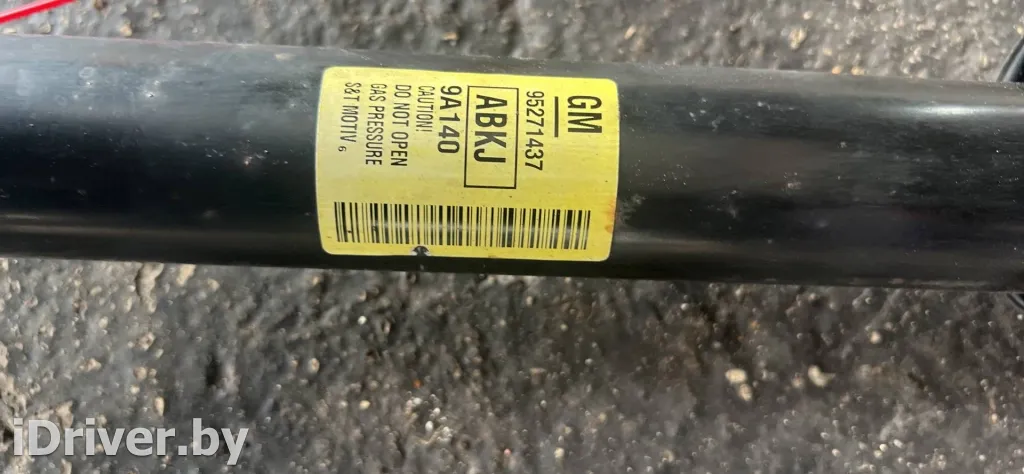 GM
95271437
ABKJ
9A140
CAUTION!
DO NOT OPEN
GAS PRESSURE
S&T MOTIV 6
iDriver.by